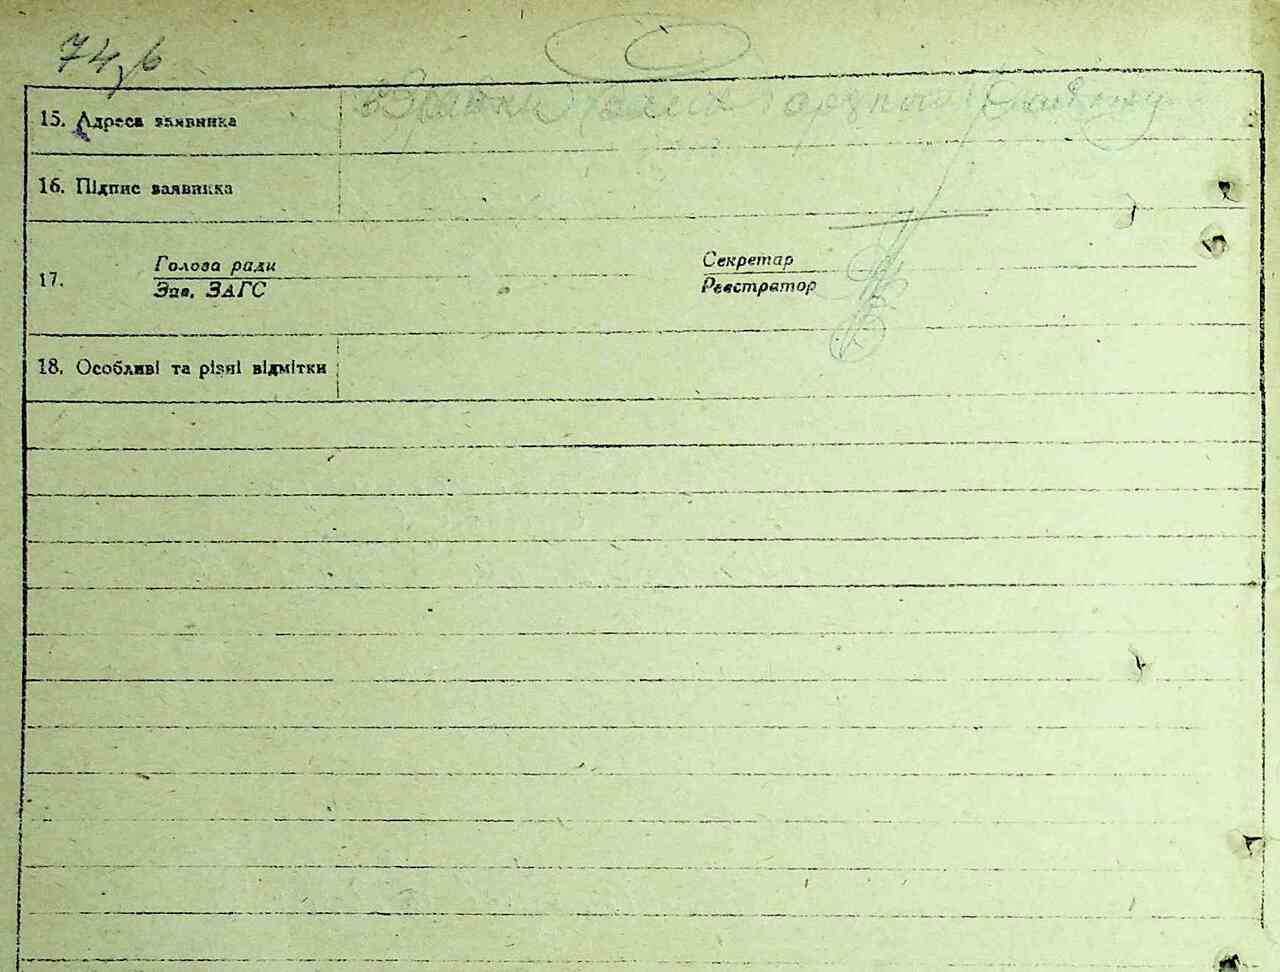 74
15. Адреса заявника
16. Підпис заявника
17. Голова ради Секретар
Зав. ЗАГС Реєстратор
18. Особливі та різні відмітки